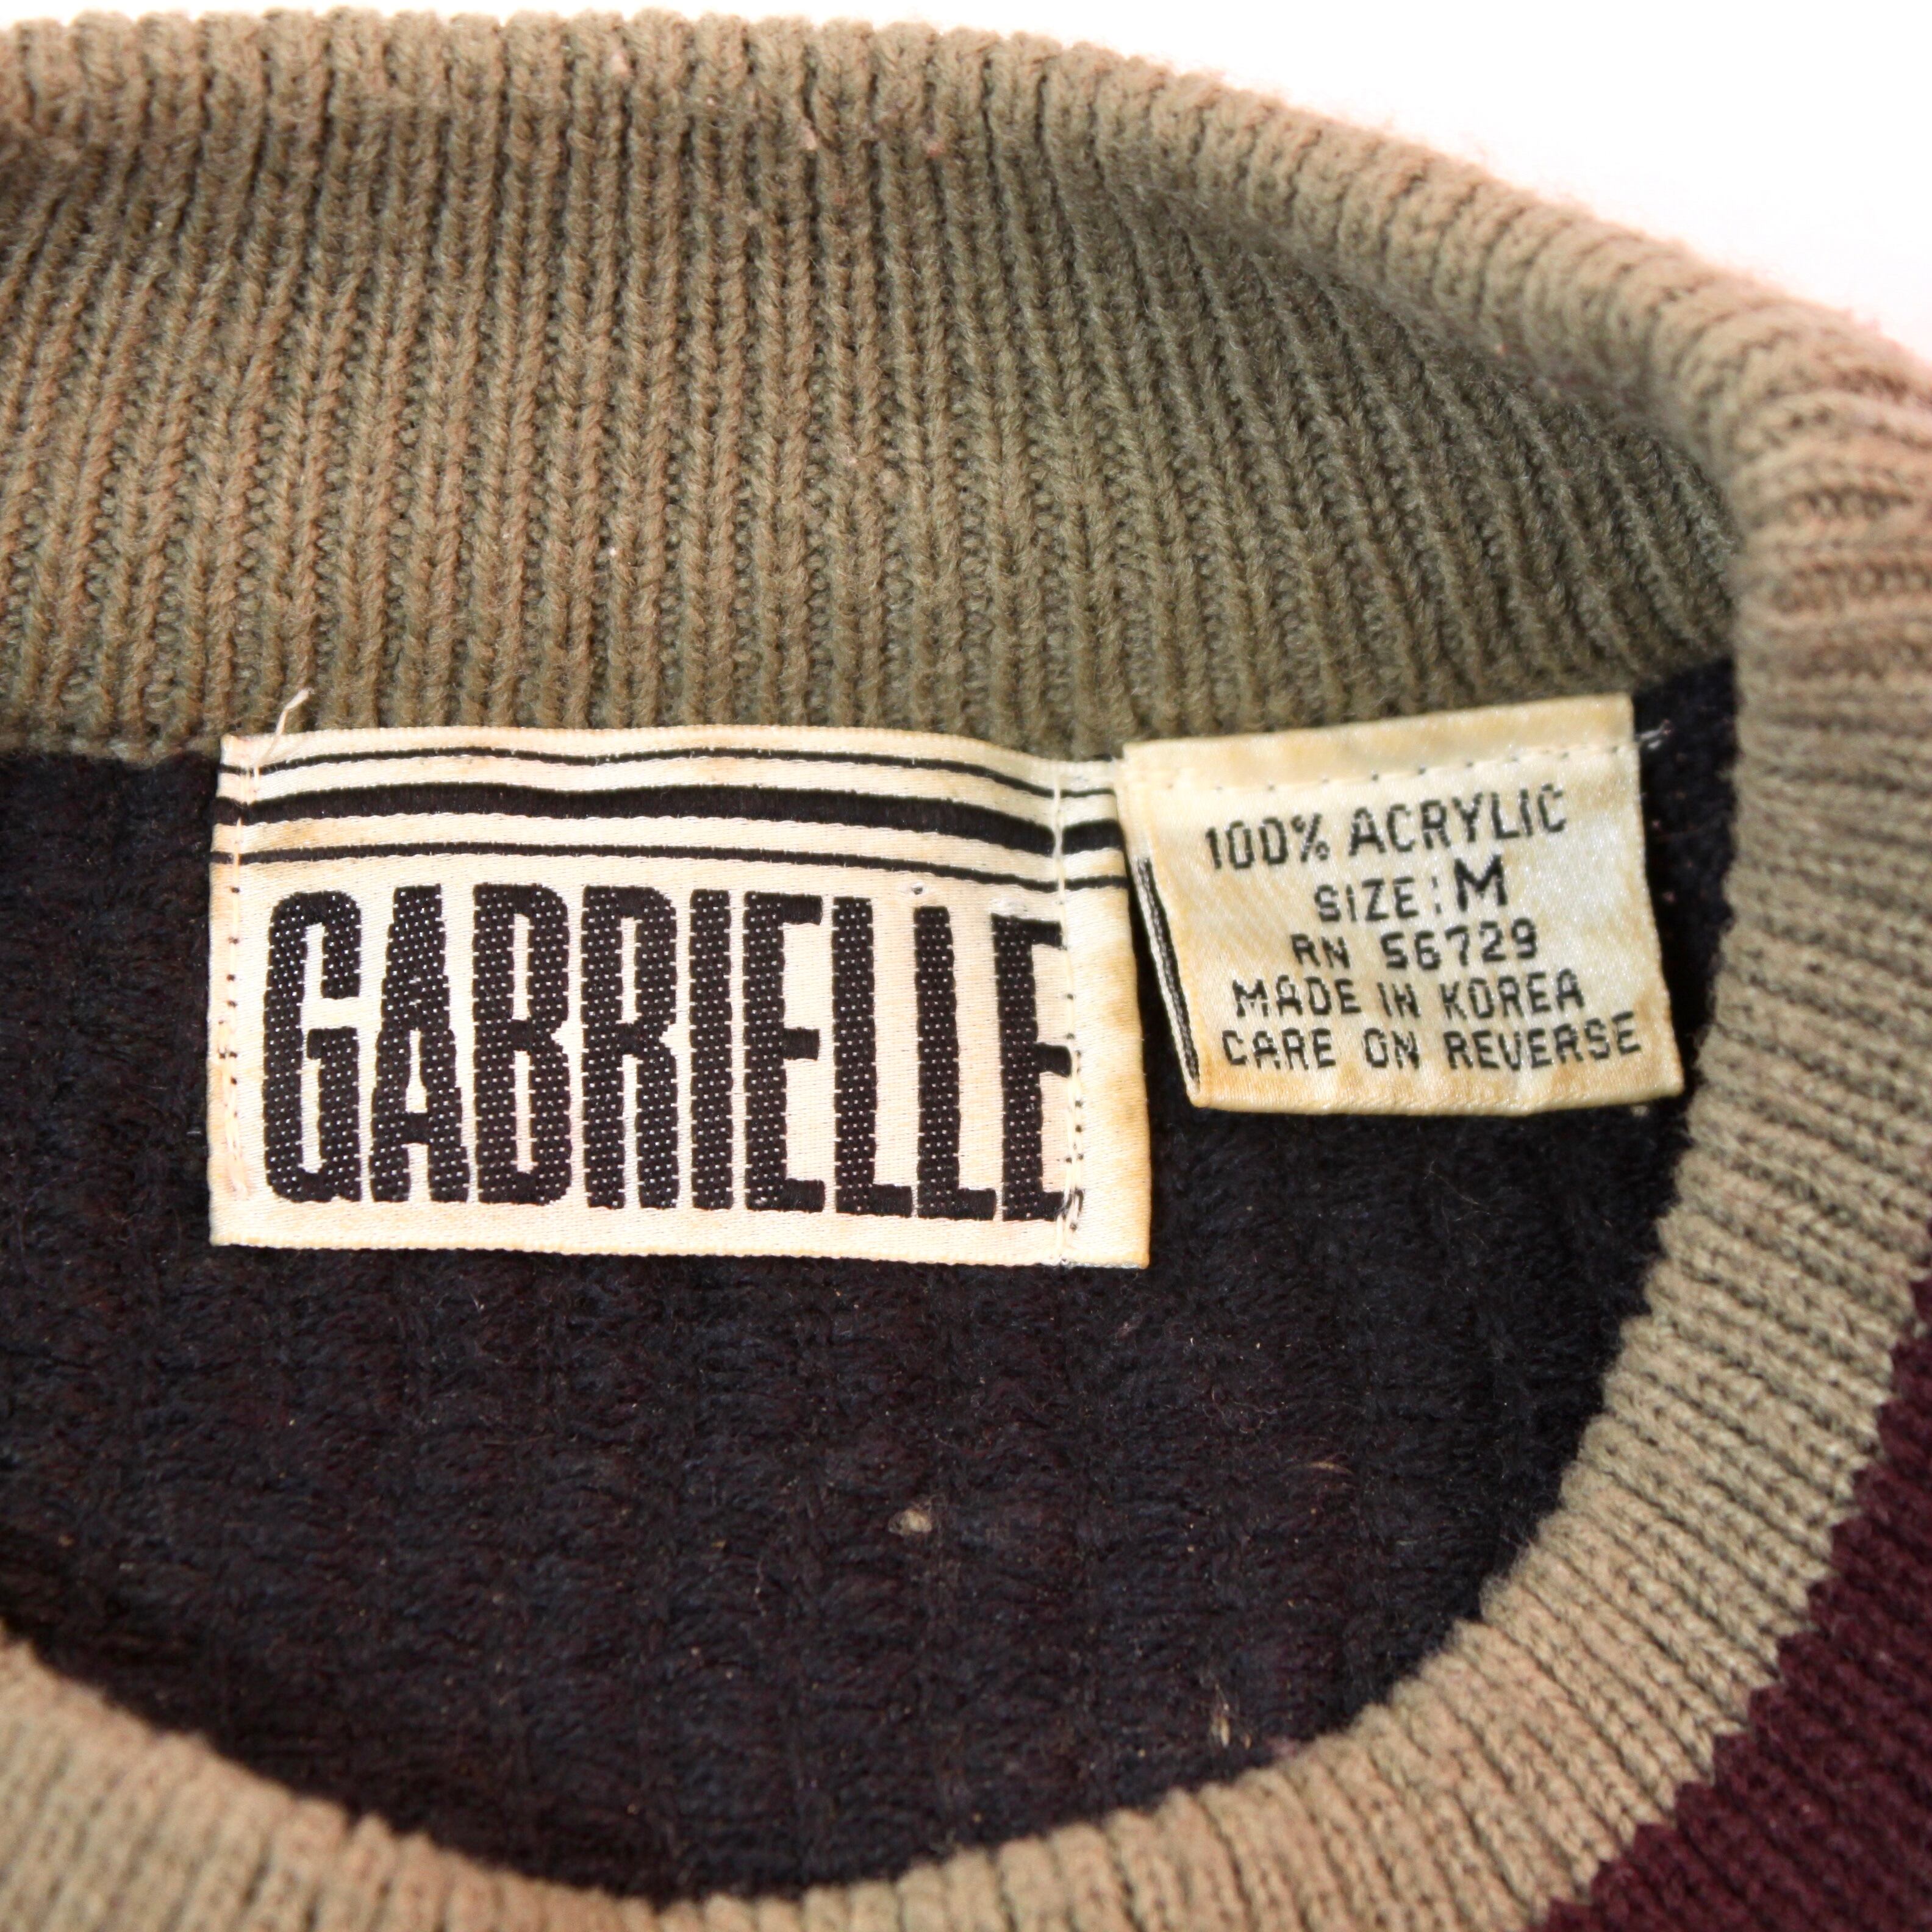 GABRIELLE
100% ACRYLIC
SIZE: M
RN 56729
MADE IN KOREA
CARE ON REVERSE